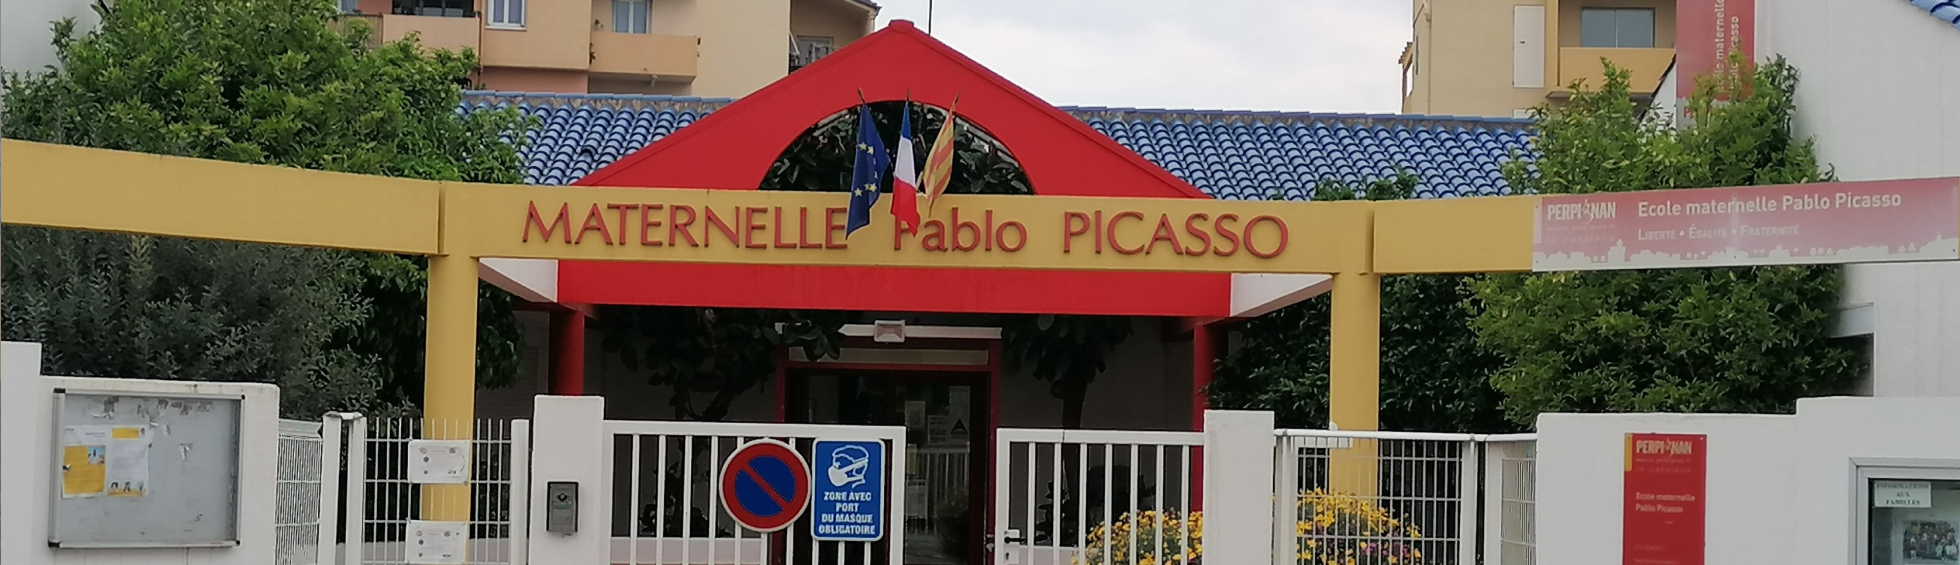 MATERNELLE Pablo PICASSO
PERPIGNAN
Ecole maternelle Pablo Picasso
LIBERTÉ • ÉGALITÉ • FRATERNITÉ
ZONE AVEC
PORT
DU MASQUE
OBLIGATOIRE
PERPIGNAN
Ecole maternelle
Pablo Picasso
INFORMATIONS
AUX
FAMILLES